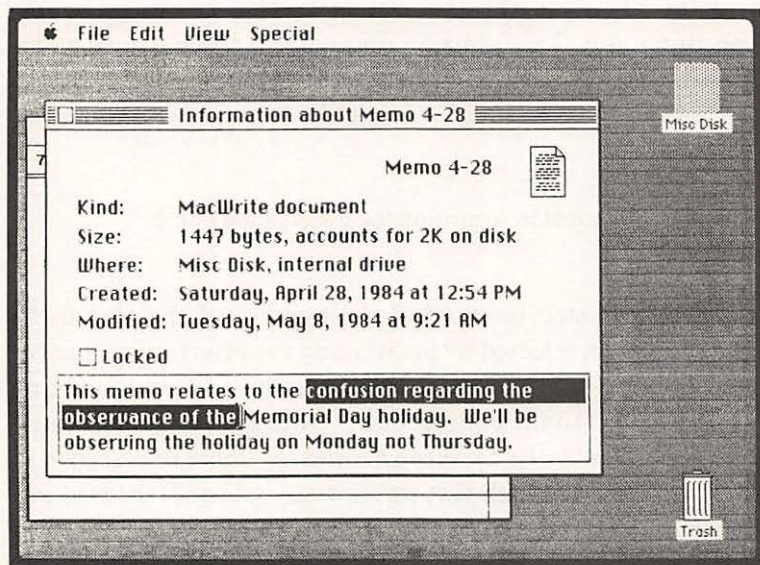 File Edit View Special
Misc Disk
Information about Memo 4-28
7
Memo 4-28
Kind: MacWrite document
Size: 1447 bytes, accounts for 2K on disk
Where: Misc Disk, internal drive
Created: Saturday, April 28, 1984 at 12:54 PM
Modified: Tuesday, May 8, 1984 at 9:21 AM
Locked
This memo relates to the confusion regarding the
observance of the Memorial Day holiday. We'll be
observing the holiday on Monday not Thursday.
Trash